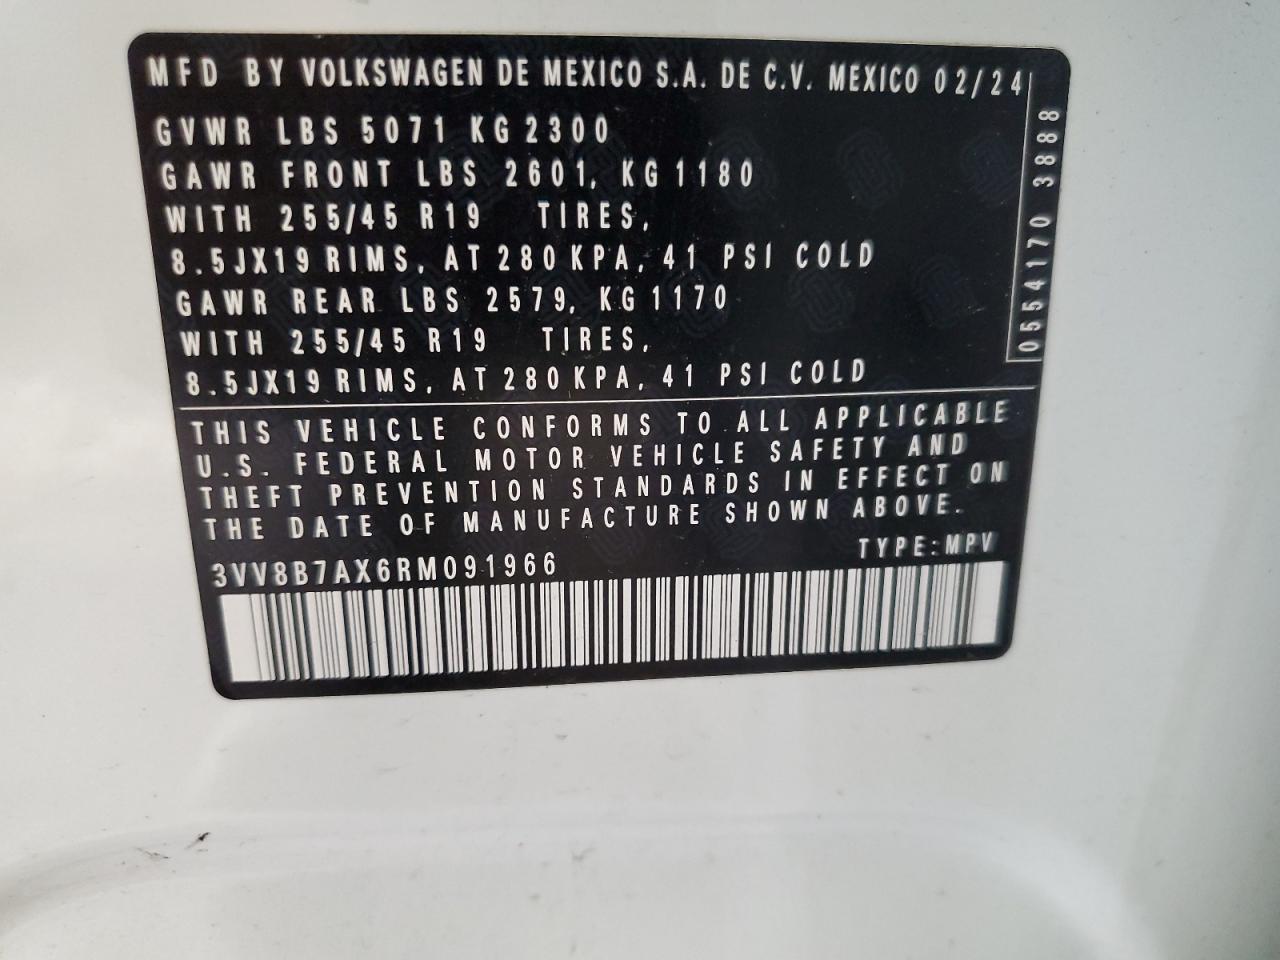 MFD BY VOLKSWAGEN DE MEXICO S.A. DE C.V. MEXICO 02/24
GVWR LBS 5071 KG 2300
GAWR FRONT LBS 2601, KG 1180
WITH 255/45 R19 TIRES,
8.5JX19 RIMS, AT 280 KPA, 41 PSI COLD
GAWR REAR LBS 2579, KG 1170
WITH 255/45 R19 TIRES,
8.5JX19 RIMS, AT 280 KPA, 41 PSI COLD
0554170 3888
THIS VEHICLE CONFORMS TO ALL APPLICABLE
U.S. FEDERAL MOTOR VEHICLE SAFETY AND
THEFT PREVENTION STANDARDS IN EFFECT ON
THE DATE OF MANUFACTURE SHOWN ABOVE.
3VV8B7AX6RM091966
TYPE:MPV